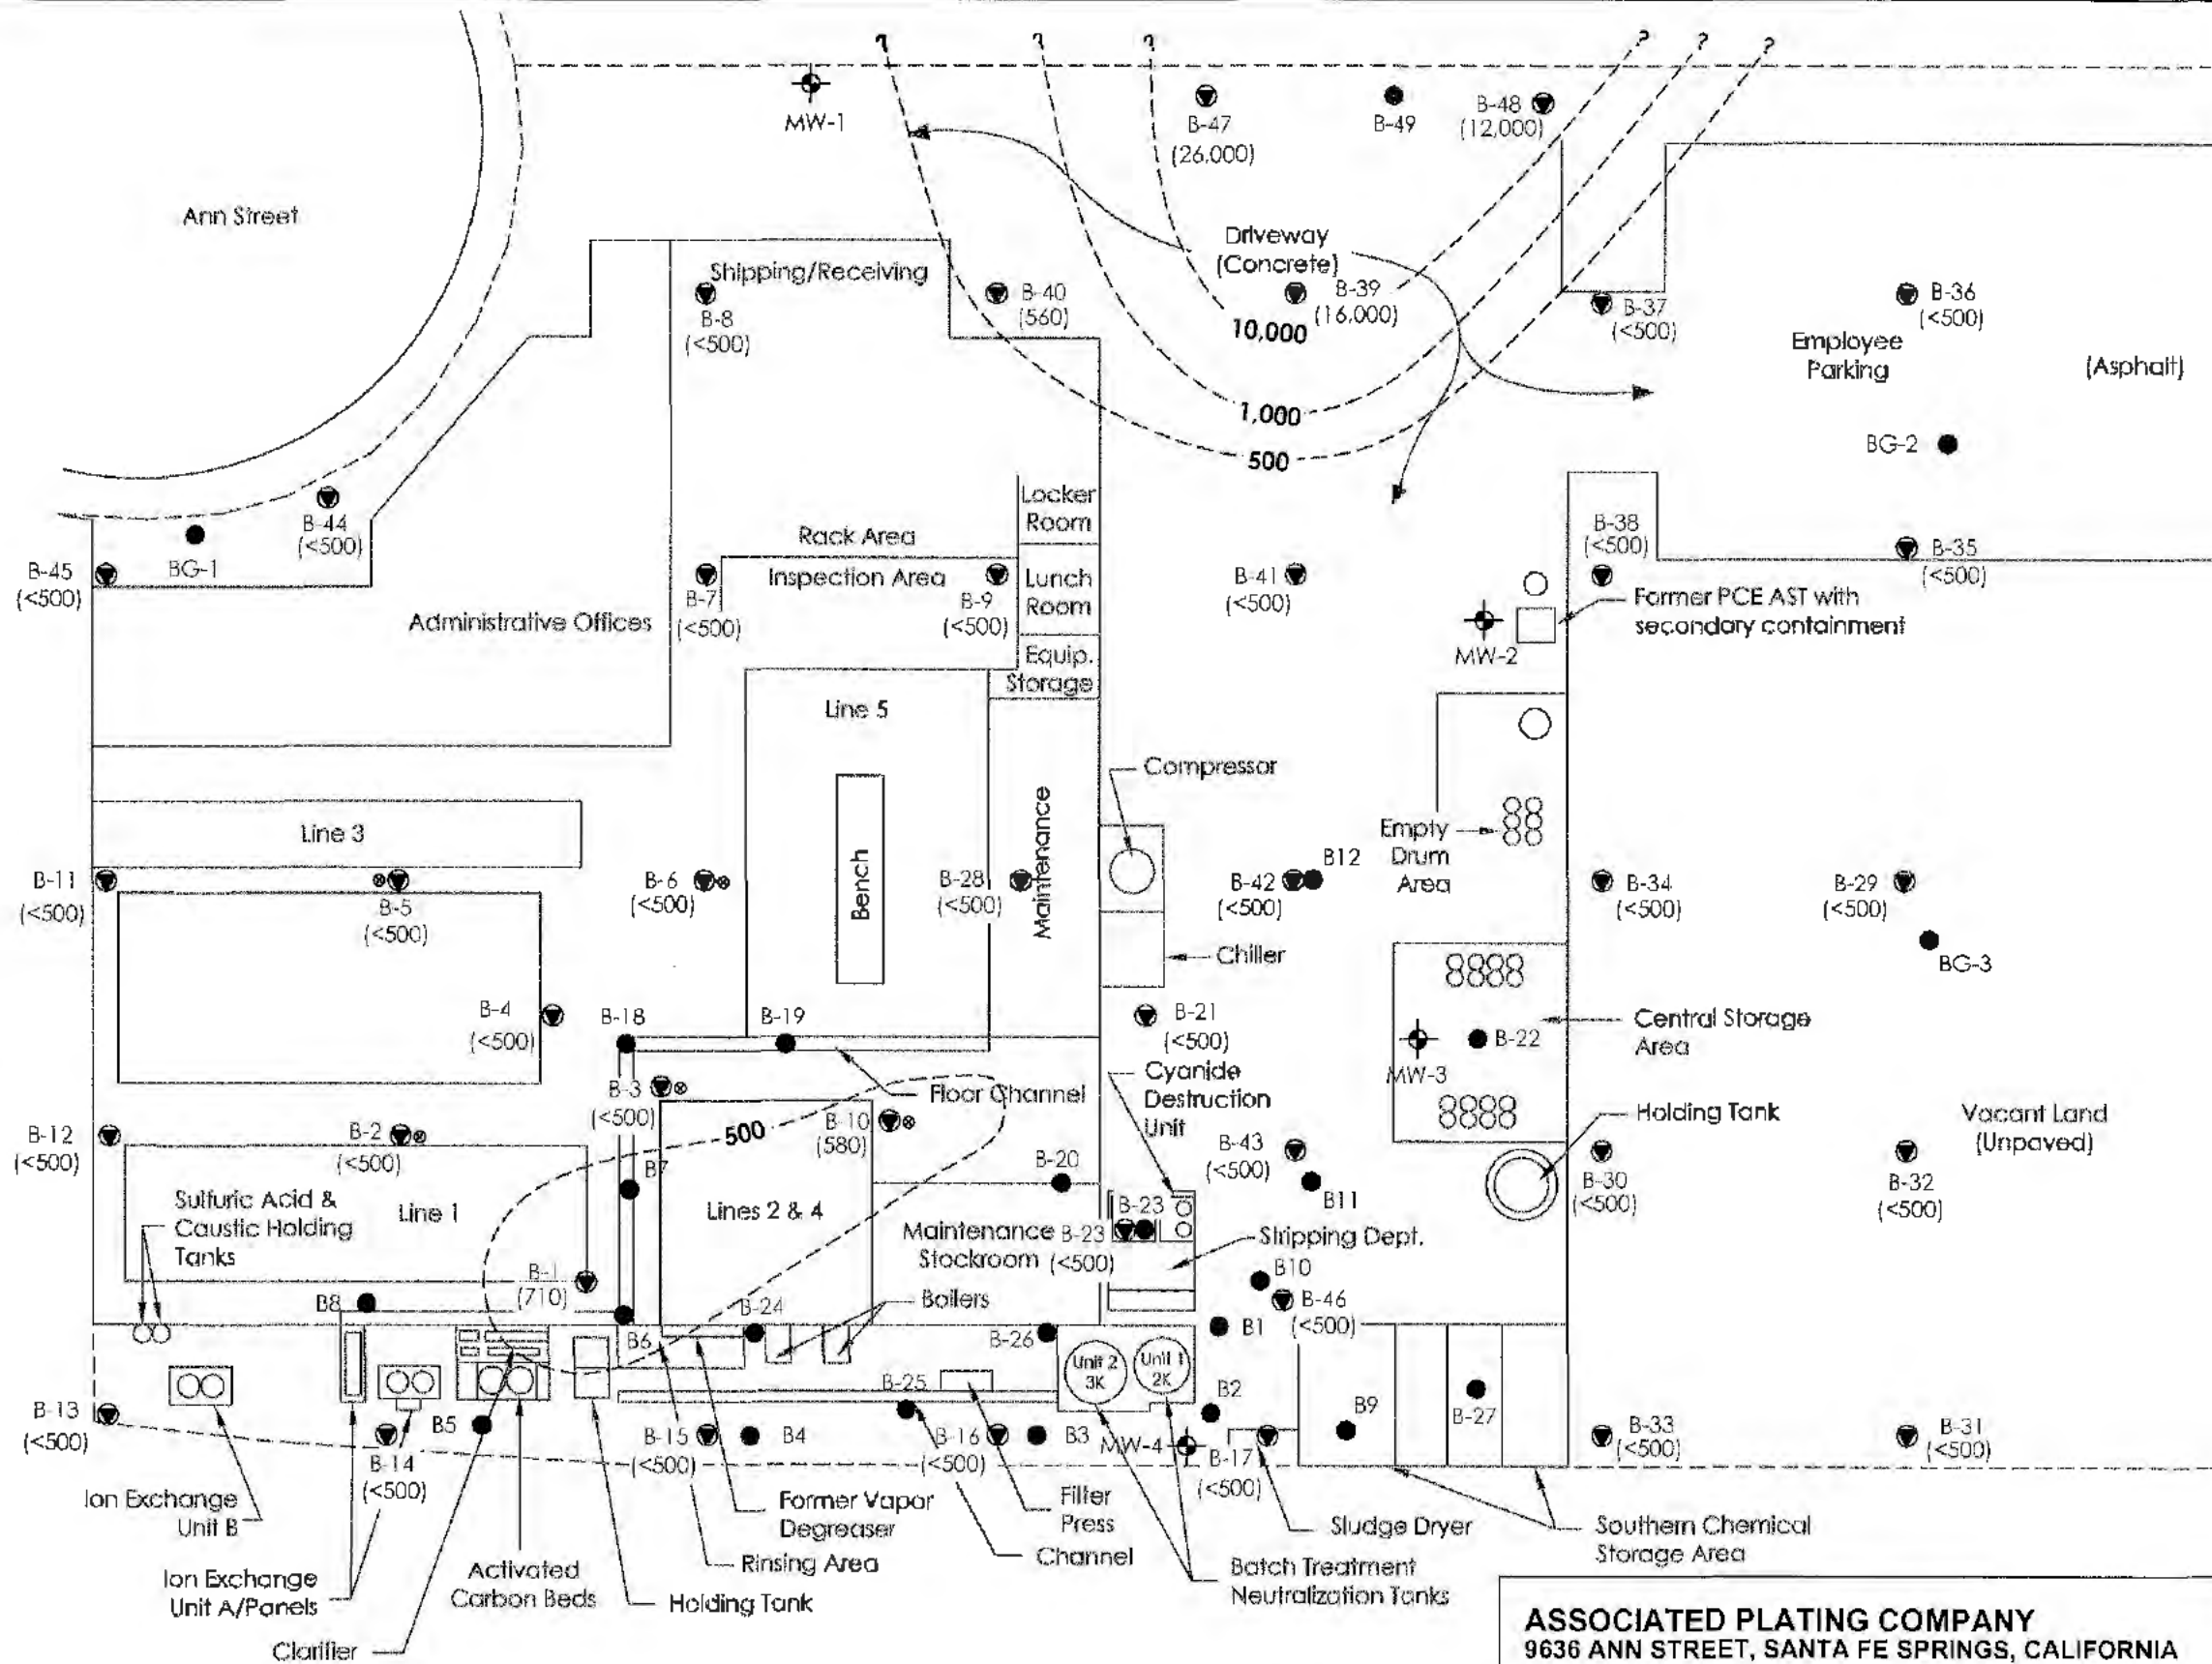 ? ? ? ? ? ?
MW-1
B-47
(26,000)
B-49
B-48
(12,000)
Ann Street
Driveway
(Concrete)
Shipping/Receiving
B-8
(<500)
B-40
(560)
B-39
(16,000)
10,000
B-37
(<500)
B-36
(<500)
Employee
Parking
(Asphalt)
1,000
500
BG-2
Locker
Room
B-44
(<500)
BG-1
B-45
(<500)
Rack Area
Inspection Area
B-7
(<500)
B-9
(<500)
Lunch
Room
B-41
(<500)
B-38
(<500)
B-35
(<500)
Former PCE AST with
secondary containment
Administrative Offices
MW-2
Equip.
Storage
Line 5
Compressor
Line 3
Bench
Maintenance
Empty
Drum
Area
B-11
(<500)
B-5
(<500)
B-6
(<500)
B-28
(<500)
B-42
(<500)
B12
B-34
(<500)
B-29
(<500)
BG-3
Chiller
B-4
(<500)
B-18
B-19
B-21
(<500)
B-22
MW-3
Central Storage
Area
B-3
(<500)
Floor Channel
Cyanide
Destruction
Unit
500
B-10
(580)
Holding Tank
Vacant Land
(Unpaved)
B-12
(<500)
B-2
(<500)
B7
B-20
B-43
(<500)
B11
B-30
(<500)
B-32
(<500)
Sulfuric Acid &
Caustic Holding
Tanks
Line 1
Lines 2 & 4
Maintenance
Stockroom
B-23
B-23
(<500)
Stripping Dept.
B-1
(710)
B8
B10
B-46
(<500)
Boilers
B6
B-24
B-26
B1
Unit 2
3K
Unit 1
2K
B-25
B2
B9
B-27
B-13
(<500)
B-14
(<500)
B5
B-15
(<500)
B4
B-16
(<500)
B3
MW-4
B-17
(<500)
B-33
(<500)
B-31
(<500)
Ion Exchange
Unit B
Former Vapor
Degreaser
Filter
Press
Sludge Dryer
Southern Chemical
Storage Area
Ion Exchange
Unit A/Panels
Activated
Carbon Beds
Rinsing Area
Channel
Batch Treatment
Neutralization Tanks
Holding Tank
Clarifier
ASSOCIATED PLATING COMPANY
9636 ANN STREET, SANTA FE SPRINGS, CALIFORNIA